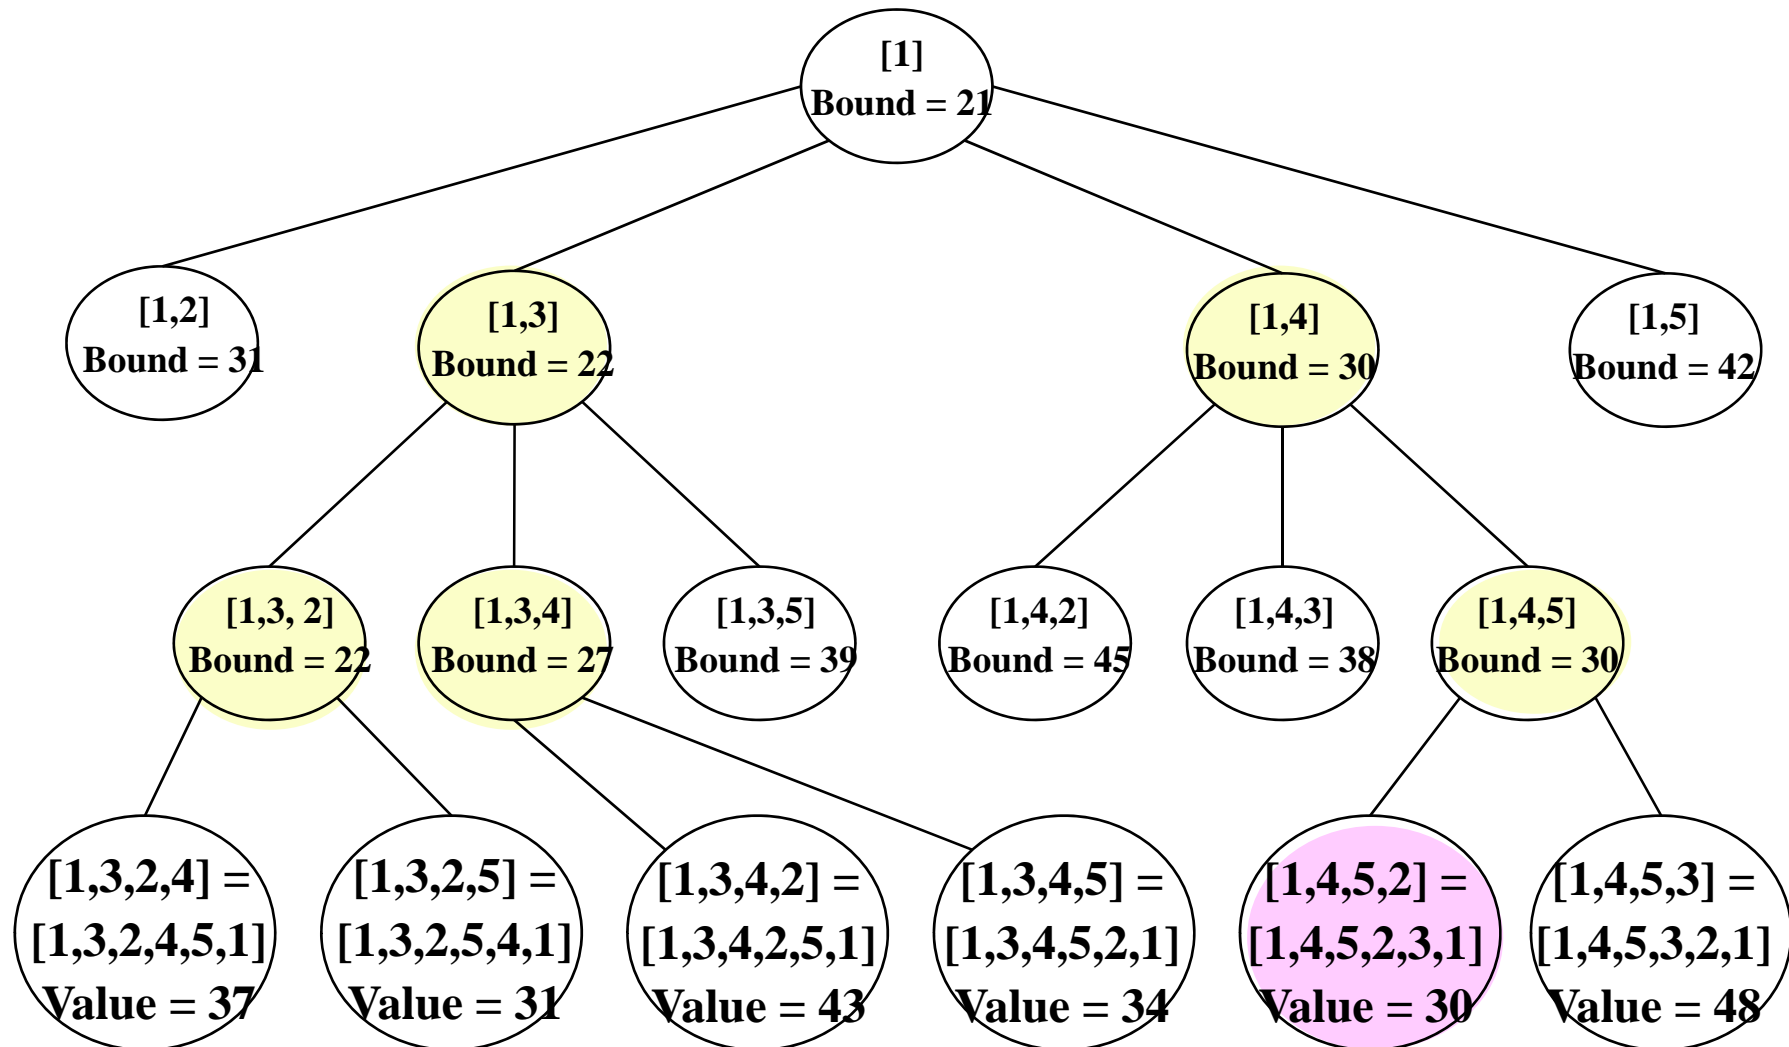 [1]
Bound = 21
[1,2]
Bound = 31
[1,3]
Bound = 22
[1,4]
Bound = 30
[1,5]
Bound = 42
[1,3, 2]
Bound = 22
[1,3,4]
Bound = 27
[1,3,5]
Bound = 39
[1,4,2]
Bound = 45
[1,4,3]
Bound = 38
[1,4,5]
Bound = 30
[1,3,2,4] =
[1,3,2,4,5,1]
Value = 37
[1,3,2,5] =
[1,3,2,5,4,1]
Value = 31
[1,3,4,2] =
[1,3,4,2,5,1]
Value = 43
[1,3,4,5] =
[1,3,4,5,2,1]
Value = 34
[1,4,5,2] =
[1,4,5,2,3,1]
Value = 30
[1,4,5,3] =
[1,4,5,3,2,1]
Value = 48